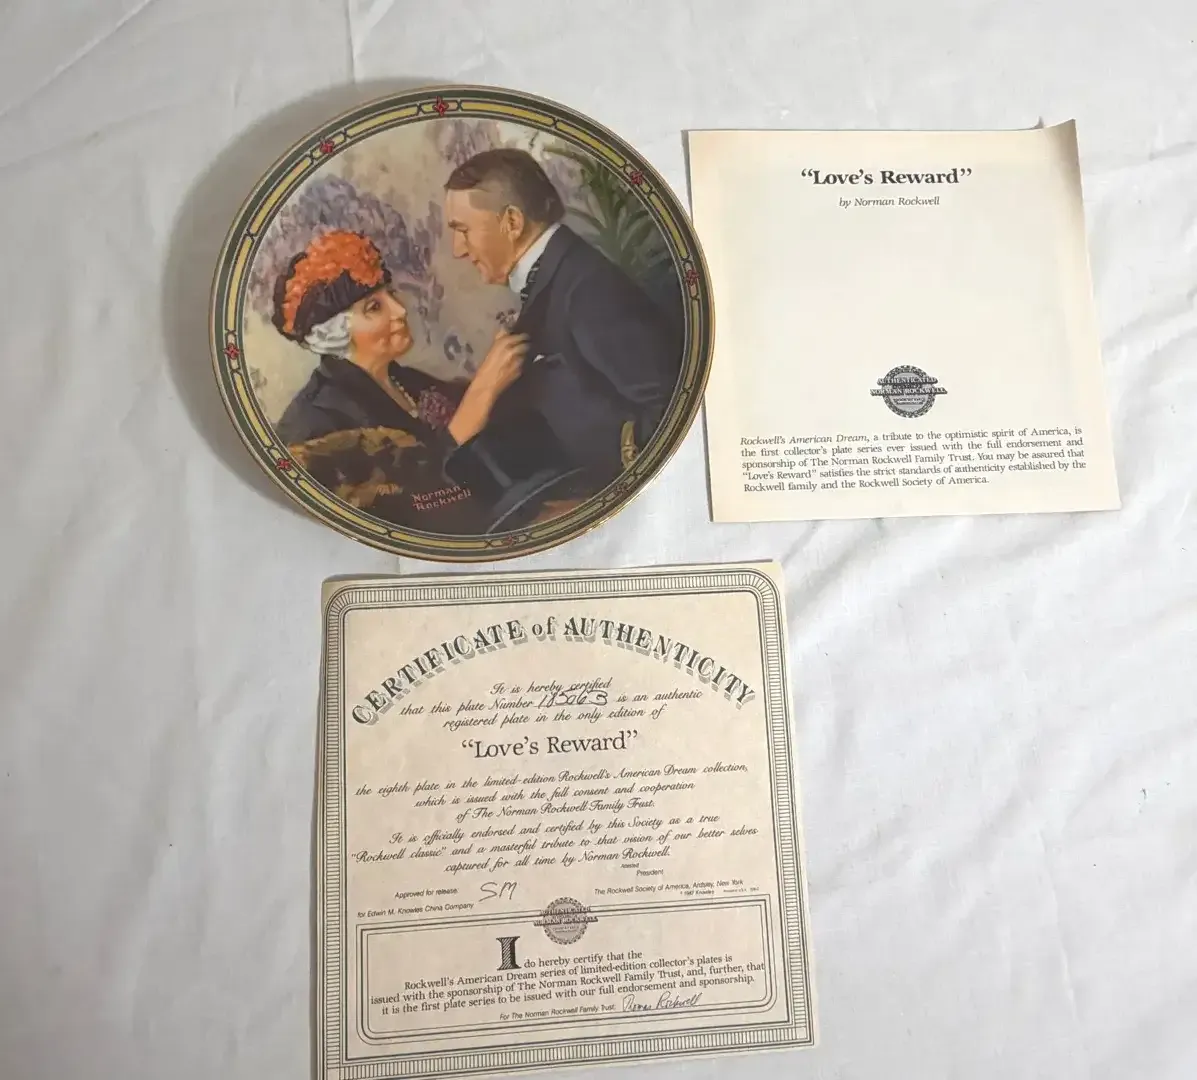 Norman
Rockwell
“Love’s Reward”
by Norman Rockwell
AUTHENTICATED
NORMAN ROCKWELL
Rockwell's American Dream, a tribute to the optimistic spirit of America, is
the first collector's plate series ever issued with the full endorsement and
sponsorship of The Norman Rockwell Family Trust. You may be assured that
“Love’s Reward” satisfies the strict standards of authenticity established by the
Rockwell family and the Rockwell Society of America.
CERTIFICATE of AUTHENTICITY
It is hereby certified
that this plate Number 18506B is an authentic
registered plate in the only edition of
“Love’s Reward”
the eighth plate in the limited-edition Rockwell's American Dream collection,
which is issued with the full consent and cooperation
of The Norman Rockwell Family Trust.
It is officially endorsed and certified by this Society as a true
"Rockwell classic" and a masterful tribute to that vision of our better selves
captured for all time by Norman Rockwell.
Attested
President
Approved for release: SM
The Rockwell Society of America, Ardsley, New York
for Edwin M. Knowles China Company
AUTHENTICATED
NORMAN ROCKWELL
I do hereby certify that the
Rockwell's American Dream series of limited-edition collector's plates is
issued with the sponsorship of The Norman Rockwell Family Trust, and, further, that
it is the first plate series to be issued with our full endorsement and sponsorship.
For The Norman Rockwell Family Trust: Thomas Rockwell